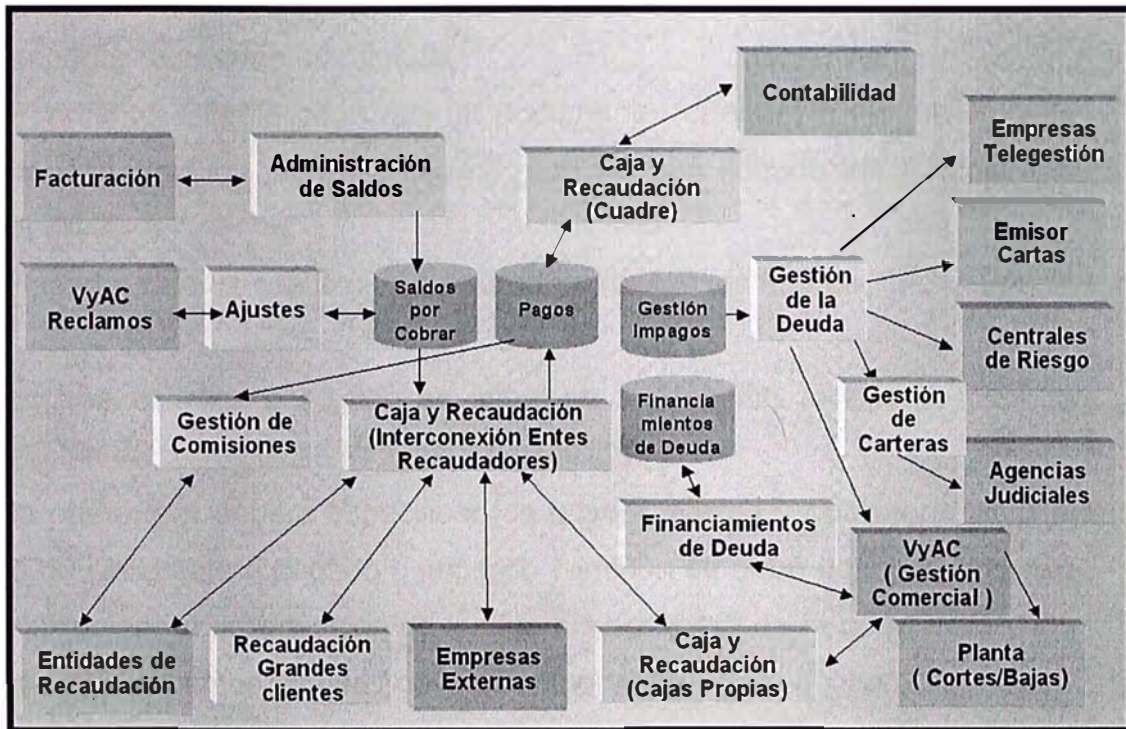 Contabilidad
Empresas
Telegestión
Facturación
Administración
de Saldos
Caja y
Recaudación
(Cuadre)
Emisor
Cartas
VyAC
Reclamos
Ajustes
Saldos
por
Cobrar
Pagos
Gestión
Impagos
Gestión
de la
Deuda
Centrales
de Riesgo
Gestión de
Comisiones
Caja y Recaudación
(Interconexión Entes
Recaudadores)
Financia
mientos
de Deuda
Gestión
de
Carteras
Agencias
Judiciales
Financiamientos
de Deuda
VyAC
( Gestión
Comercial )
Entidades de
Recaudación
Recaudación
Grandes
clientes
Empresas
Externas
Caja y
Recaudación
(Cajas Propias)
Planta
( Cortes/Bajas)